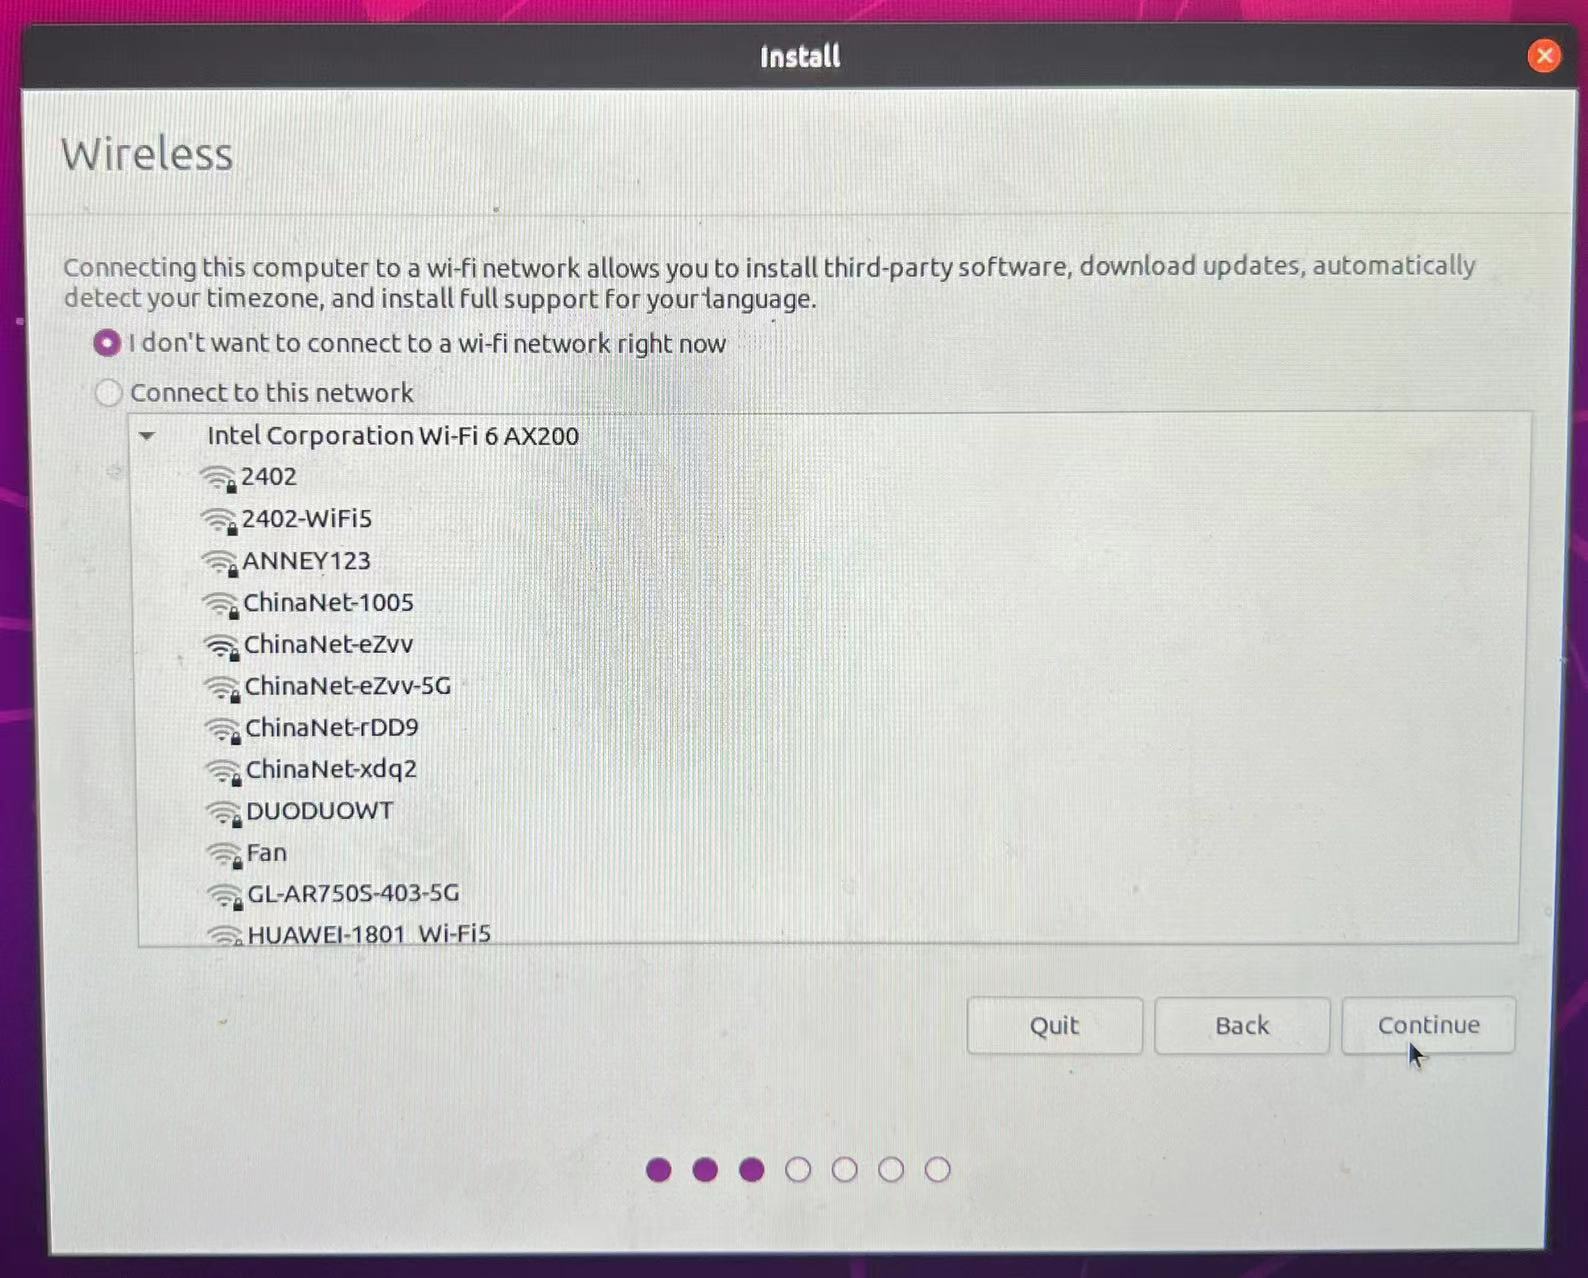 Install
Wireless
Connecting this computer to a wi-fi network allows you to install third-party software, download updates, automatically
detect your timezone, and install full support for your language.
I don't want to connect to a wi-fi network right now
Connect to this network
Intel Corporation Wi-Fi 6 AX200
2402
2402-WiFi5
ANNEY123
ChinaNet-1005
ChinaNet-eZvv
ChinaNet-eZvv-5G
ChinaNet-rDD9
ChinaNet-xdq2
DUODUOWT
Fan
GL-AR750S-403-5G
HUAWEI-1801_Wi-Fi5
Quit
Back
Continue